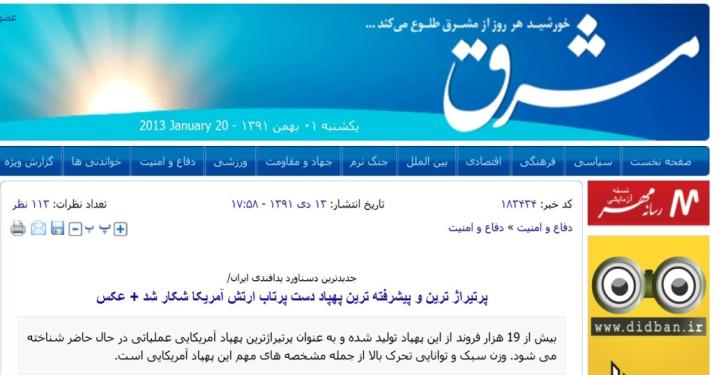 عضو
خورشید هر روز از مشرق طلوع می‌کند ...
مشرق
یکشنبه ۰۱ بهمن ۱۳۹۱ - 20 January 2013
صفحه نخست | سیاسی | فرهنگی | اقتصادی | بین الملل | جنگ نرم | جهاد و مقاومت | ورزشی | دفاع و امنیت | خواندنی ها | گزارش ویژه
کد خبر: ۱۸۳۴۳۴ تاریخ انتشار: ۱۳ دی ۱۳۹۱ - ۱۷:۵۸ تعداد نظرات: ۱۱۳ نظر
دفاع و امنیت » دفاع و امنیت
جدیدترین دستاورد پدافندی ایران/
پرتیراژ ترین و پیشرفته ترین پهپاد دست پرتاب ارتش آمریکا شکار شد + عکس
بیش از 19 هزار فروند از این پهپاد تولید شده و به عنوان پرتیراژترین پهپاد آمریکایی عملیاتی در حال حاضر شناخته
می شود. وزن سبک و توانایی تحرک بالا از جمله مشخصه های مهم این پهپاد آمریکایی است.
نسخه
آزمایشی
رسانه مهر
www.didban.ir